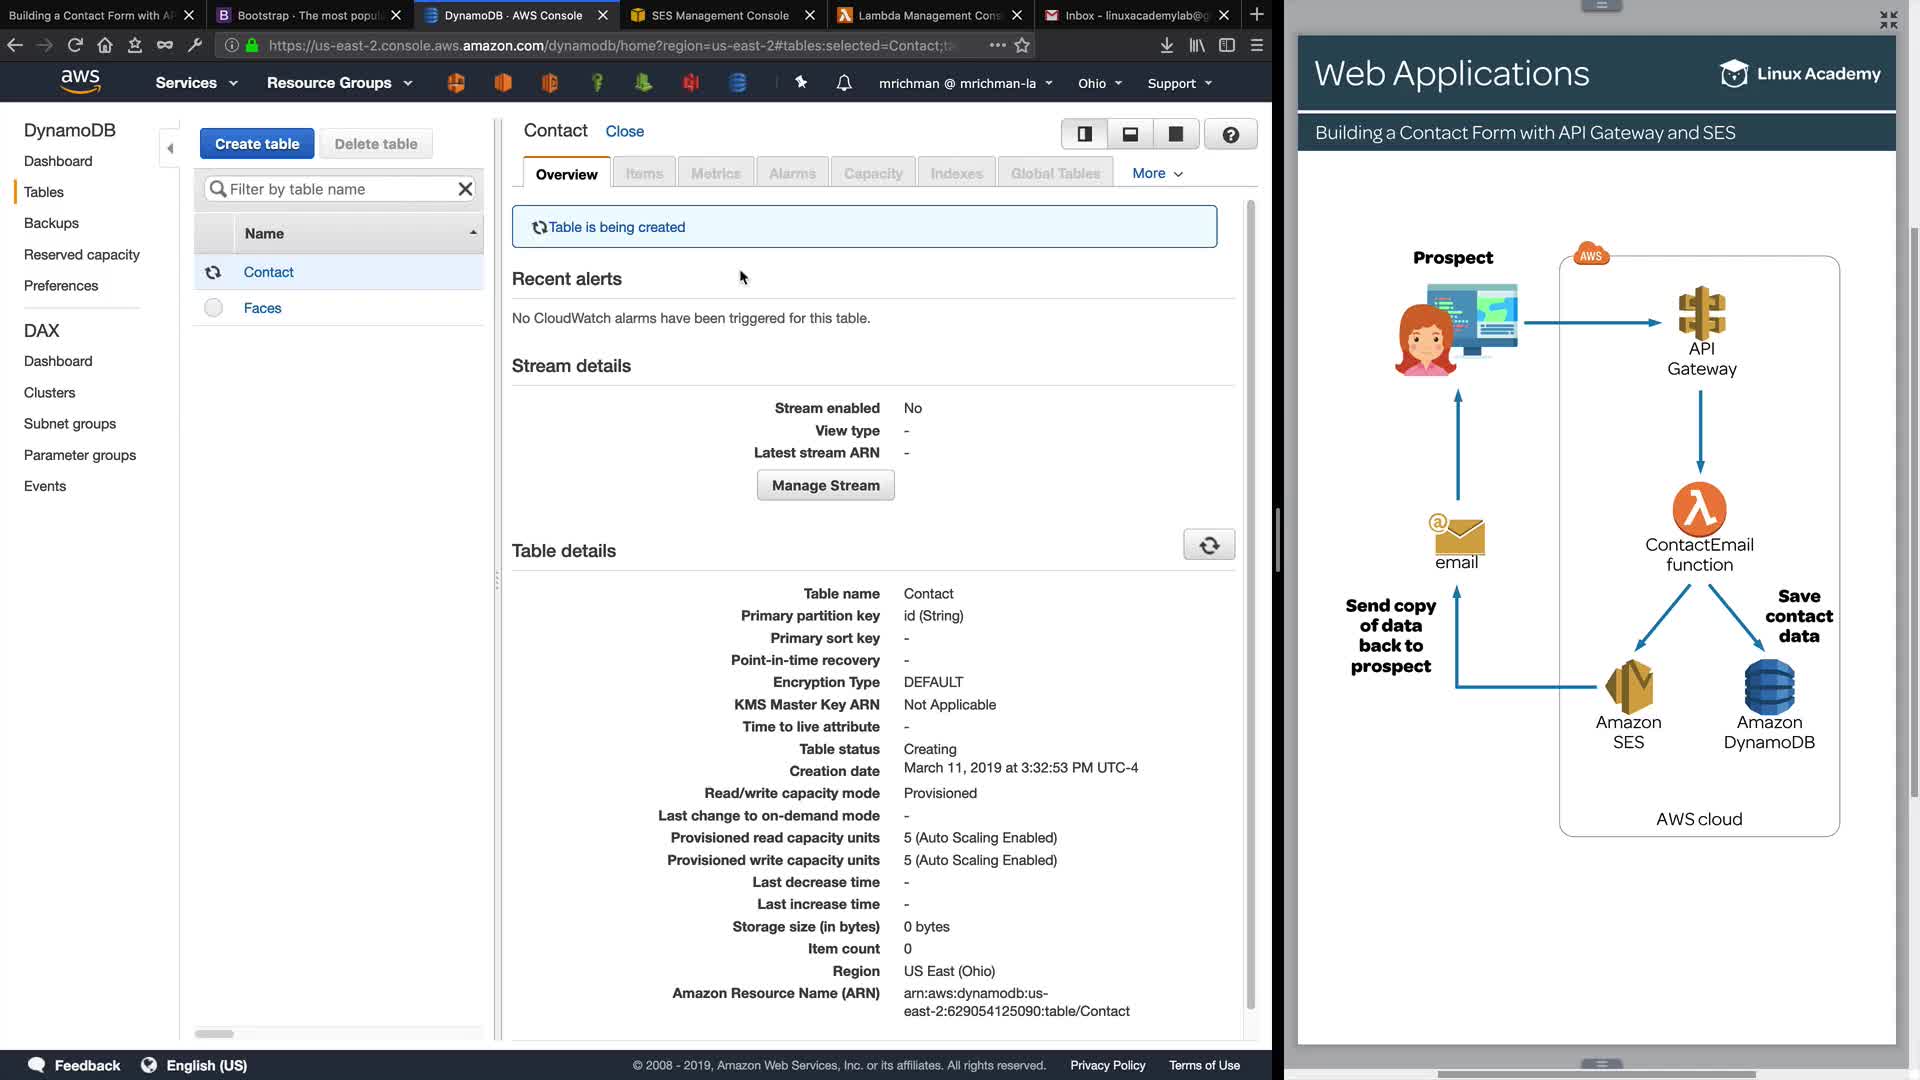 Building a Contact Form with AP
Bootstrap · The most popul
DynamoDB · AWS Console
SES Management Console
Lambda Management Cons
Inbox - linuxacademylab@g
https://us-east-2.console.aws.amazon.com/dynamodb/home?region=us-east-2#tables:selected=Contact;t
aws
Services
Resource Groups
mrichman @ mrichman-la
Ohio
Support
DynamoDB
Dashboard
Tables
Backups
Reserved capacity
Preferences
DAX
Dashboard
Clusters
Subnet groups
Parameter groups
Events
Create table
Delete table
Filter by table name
Name
Contact
Faces
Contact
Close
Overview
Items
Metrics
Alarms
Capacity
Indexes
Global Tables
More
Table is being created
Recent alerts
No CloudWatch alarms have been triggered for this table.
Stream details
Stream enabled No
View type -
Latest stream ARN -
Manage Stream
Table details
Table name Contact
Primary partition key id (String)
Primary sort key -
Point-in-time recovery -
Encryption Type DEFAULT
KMS Master Key ARN Not Applicable
Time to live attribute -
Table status Creating
Creation date March 11, 2019 at 3:32:53 PM UTC-4
Read/write capacity mode Provisioned
Last change to on-demand mode -
Provisioned read capacity units 5 (Auto Scaling Enabled)
Provisioned write capacity units 5 (Auto Scaling Enabled)
Last decrease time -
Last increase time -
Storage size (in bytes) 0 bytes
Item count 0
Region US East (Ohio)
Amazon Resource Name (ARN) arn:aws:dynamodb:us-
east-2:629054125090:table/Contact
Feedback
English (US)
© 2008 - 2019, Amazon Web Services, Inc. or its affiliates. All rights reserved.
Privacy Policy
Terms of Use
Web Applications
Linux Academy
Building a Contact Form with API Gateway and SES
Prospect
AWS
API
Gateway
ContactEmail
function
@
email
Send copy
of data
back to
prospect
Save
contact
data
Amazon
SES
Amazon
DynamoDB
AWS cloud